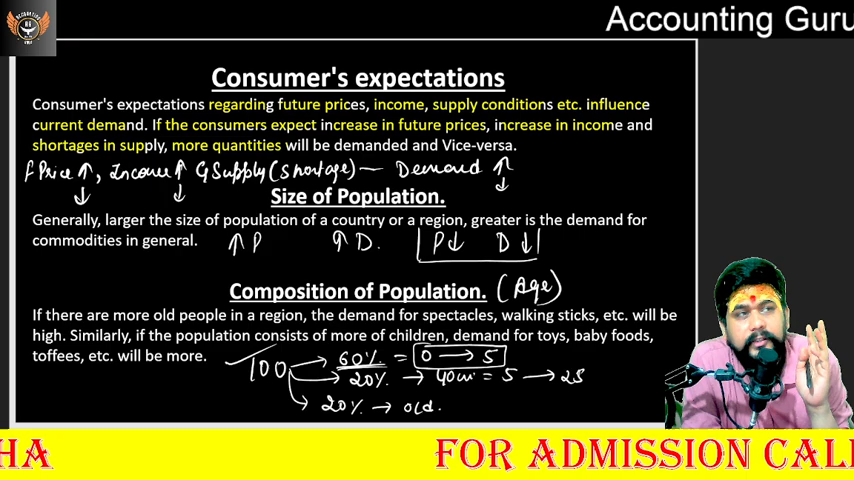 Accounting Guru
Consumer's expectations
Consumer's expectations regarding future prices, income, supply conditions etc. influence
current demand. If the consumers expect increase in future prices, increase in income and
shortages in supply, more quantities will be demanded and Vice-versa.
f Price ↑, Income ↑ G Supply (Shortage) — Demand ↑
↓ ↓ ↓
Size of Population.
Generally, larger the size of population of a country or a region, greater is the demand for
commodities in general. ↑ P ↑ D. P ↓ D ↓
Composition of Population. (Age)
If there are more old people in a region, the demand for spectacles, walking sticks, etc. will be
high. Similarly, if the population consists of more of children, demand for toys, baby foods,
toffees, etc. will be more.
100 → 60% = 0 → 5
→ 20% → = 5 → 25
→ 20% → old.
HA FOR ADMISSION CALL